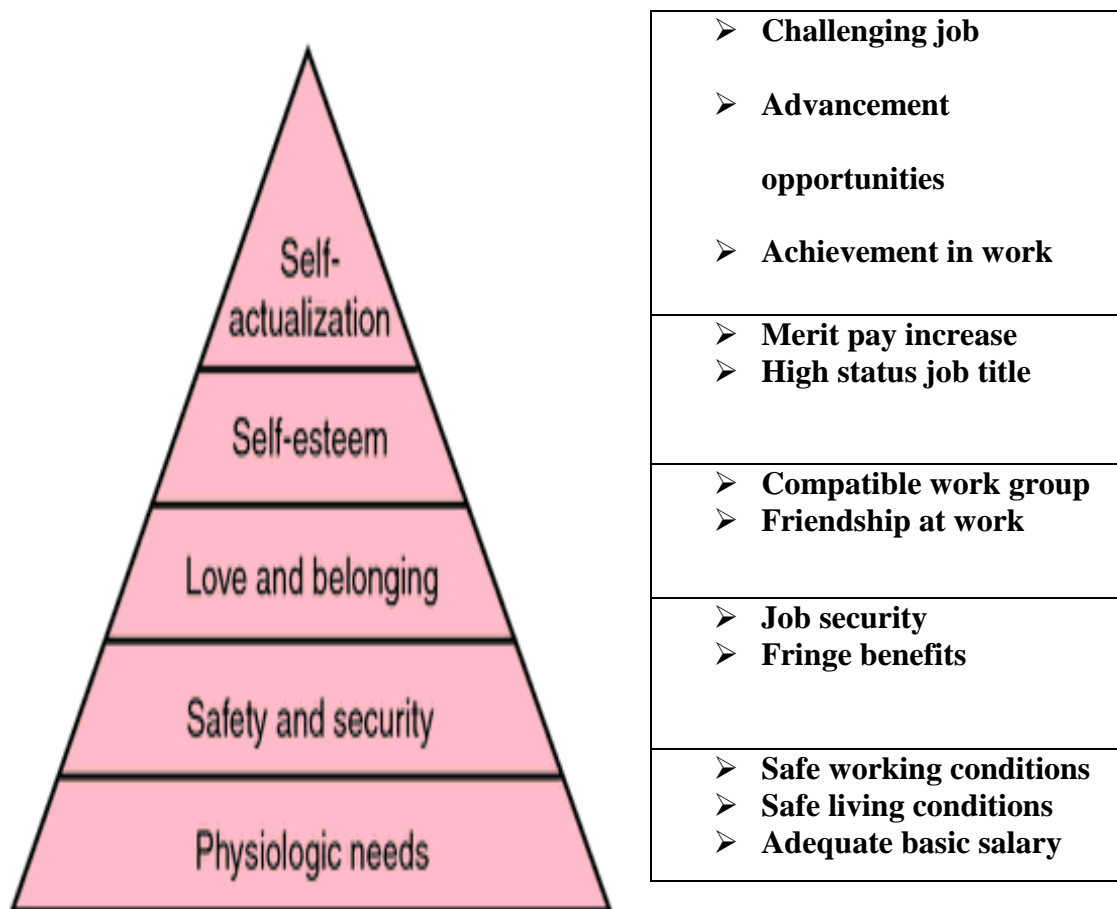 Self-
actualization
Self-esteem
Love and belonging
Safety and security
Physiologic needs
➢ Challenging job
➢ Advancement
opportunities
➢ Achievement in work
➢ Merit pay increase
➢ High status job title
➢ Compatible work group
➢ Friendship at work
➢ Job security
➢ Fringe benefits
➢ Safe working conditions
➢ Safe living conditions
➢ Adequate basic salary